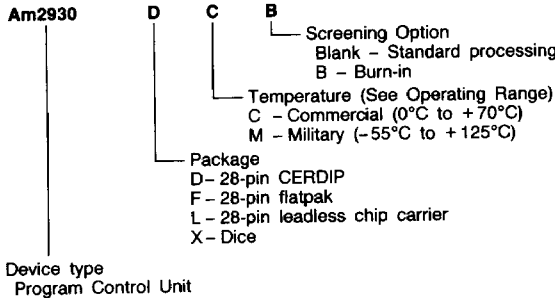 Am2930 D C B
Screening Option
Blank – Standard processing
B – Burn-in
Temperature (See Operating Range)
C – Commercial (0°C to +70°C)
M – Military (–55°C to +125°C)
Package
D – 28-pin CERDIP
F – 28-pin flatpak
L – 28-pin leadless chip carrier
X – Dice
Device type
Program Control Unit